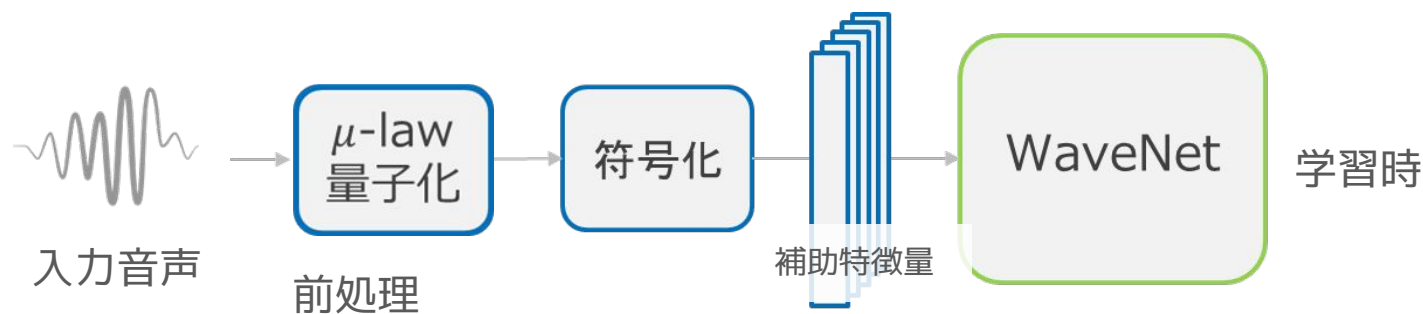 入力音声
μ-law
量子化
前処理
符号化
補助特徴量
WaveNet
学習時